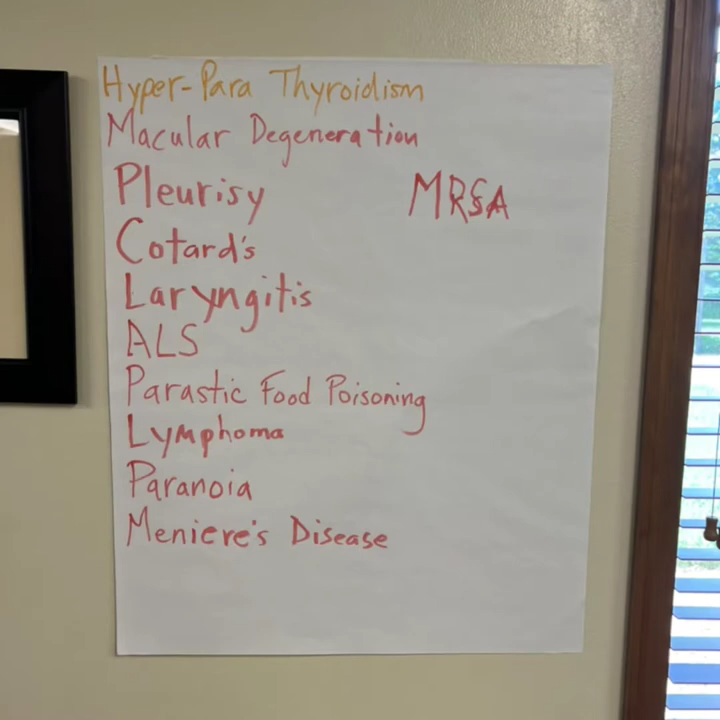 Hyper-Para Thyroidism
Macular Degeneration
Pleurisy MRSA
Cotard's
Laryngitis
ALS
Parastic Food Poisoning
Lymphoma
Paranoia
Meniere's Disease